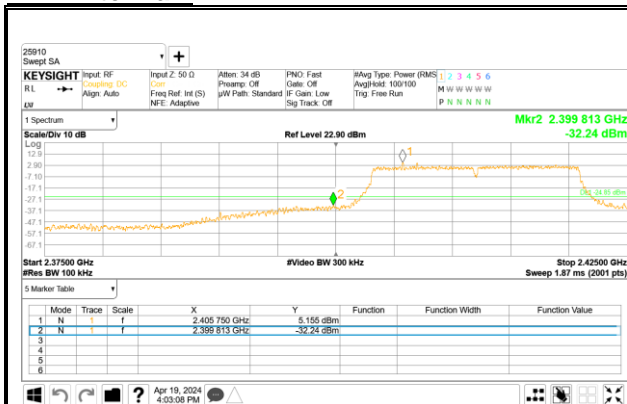 25910
Swept SA
KEYSIGHT Input: RF Input Z: 50 Ω Atten: 34 dB PNO: Fast #Avg Type: Power (RMS 1 2 3 4 5 6
RL Coupling: DC Corr Preamp: Off Gate: Off Avg|Hold: 100/100 M W W W W W
Align: Auto Freq Ref: Int (S) µW Path: Standard IF Gain: Low Trig: Free Run
NFE: Adaptive Sig Track: Off P N N N N N
1 Spectrum Mkr2 2.399 813 GHz
Scale/Div 10 dB Ref Level 22.90 dBm -32.24 dBm
Log
12.9 1
2.90
-7.10
-17.1
-27.1 2
-37.1
-47.1
-57.1
-67.1
Start 2.37500 GHz #Video BW 300 kHz Stop 2.42500 GHz
#Res BW 100 kHz Sweep 1.87 ms (2001 pts)
5 Marker Table
Mode Trace Scale X Y Function Function Width Function Value
1 N 1 f 2.405 750 GHz 5.155 dBm
2 N 1 f 2.399 813 GHz -32.24 dBm
3
4
5
6
? Apr 19, 2024
4:03:08 PM